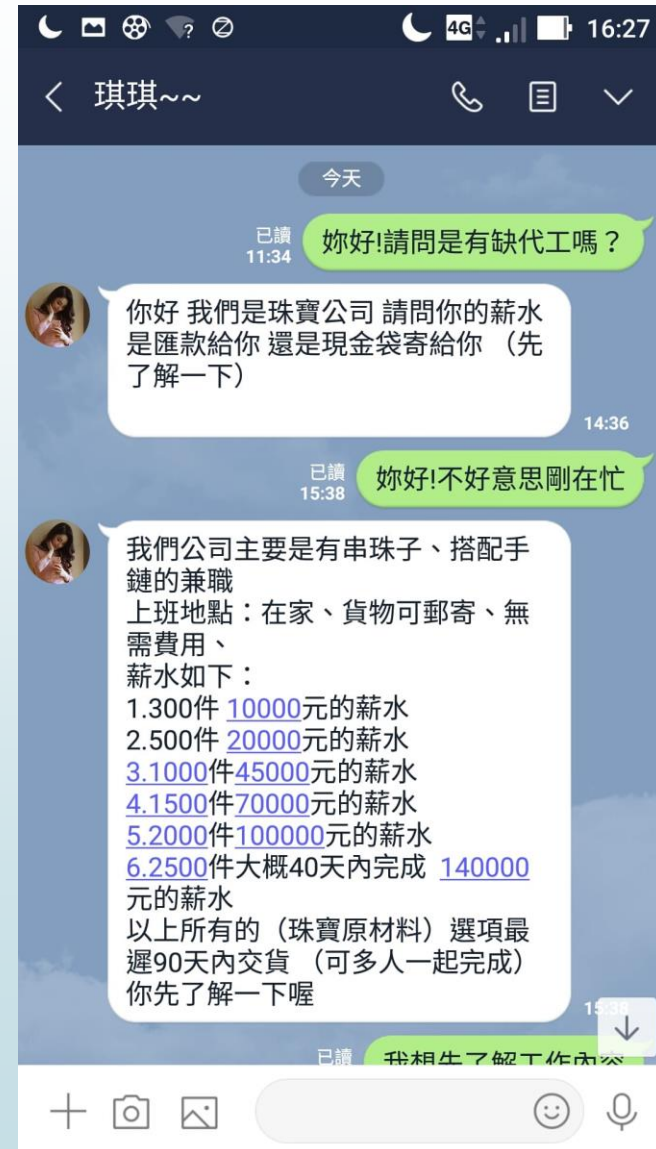 4G 16:27
琪琪~~
今天
妳好!請問是有缺代工嗎？
已讀
11:34
你好 我們是珠寶公司 請問你的薪水
是匯款給你 還是現金袋寄給你 （先
了解一下）
14:36
妳好!不好意思剛在忙
已讀
15:38
我們公司主要是有串珠子、搭配手
鏈的兼職
上班地點：在家、貨物可郵寄、無
需費用、
薪水如下：
1.300件 10000元的薪水
2.500件 20000元的薪水
3.1000件45000元的薪水
4.1500件70000元的薪水
5.2000件100000元的薪水
6.2500件大概40天內完成 140000
元的薪水
以上所有的（珠寶原材料）選項最
遲90天內交貨 （可多人一起完成）
你先了解一下喔
15:38
已讀
我想先了解工作內容